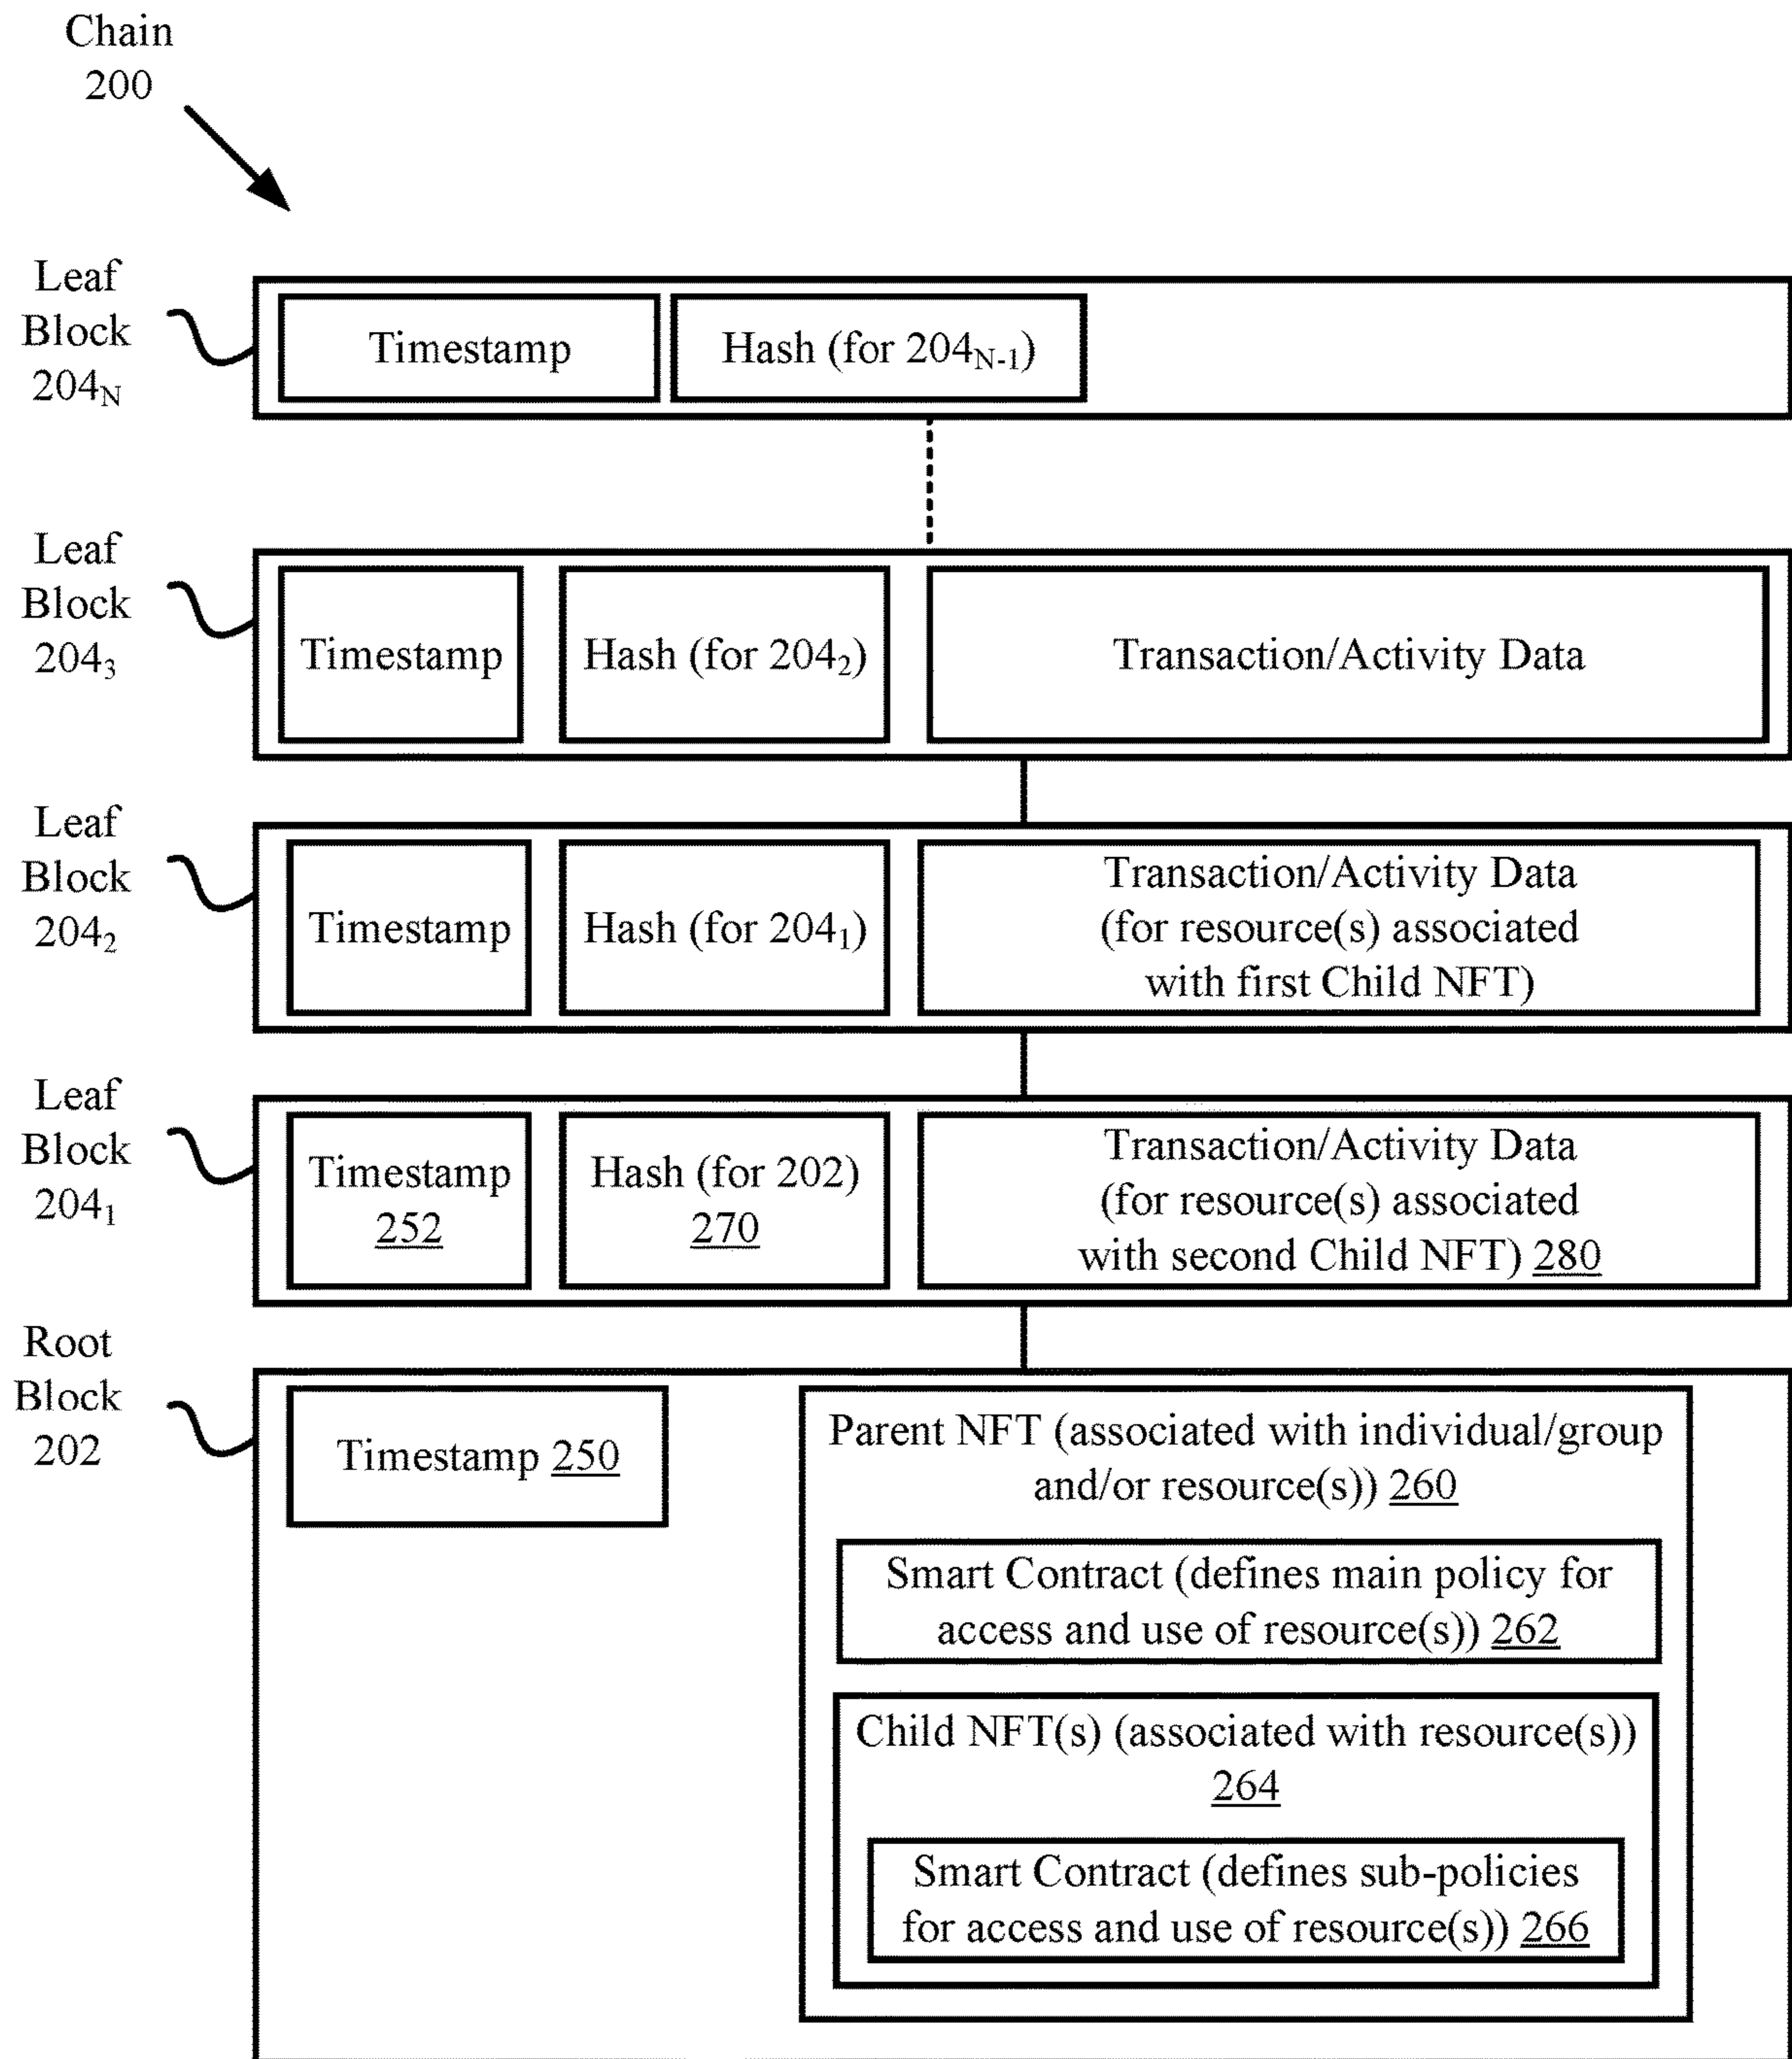 Chain
200
Leaf
Block
204N
Timestamp
Hash (for 204N-1)
Leaf
Block
2043
Timestamp
Hash (for 2042)
Transaction/Activity Data
Leaf
Block
2042
Timestamp
Hash (for 2041)
Transaction/Activity Data
(for resource(s) associated
with first Child NFT)
Leaf
Block
2041
Timestamp
252
Hash (for 202)
270
Transaction/Activity Data
(for resource(s) associated
with second Child NFT) 280
Root
Block
202
Timestamp 250
Parent NFT (associated with individual/group
and/or resource(s)) 260
Smart Contract (defines main policy for
access and use of resource(s)) 262
Child NFT(s) (associated with resource(s))
264
Smart Contract (defines sub-policies
for access and use of resource(s)) 266